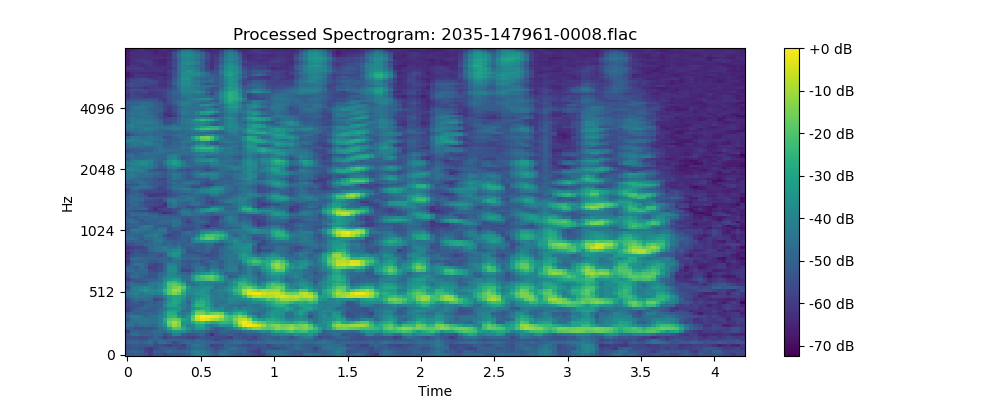 Processed Spectrogram: 2035-147961-0008.flac
+0 dB
-10 dB
-20 dB
-30 dB
-40 dB
-50 dB
-60 dB
-70 dB
4096
2048
1024
512
0
Hz
0 0.5 1 1.5 2 2.5 3 3.5 4
Time